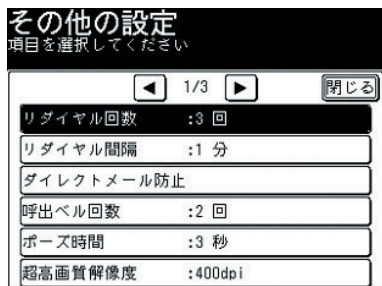 その他の設定
項目を選択してください
◀ 1/3 ▶ 閉じる
リダイヤル回数 :3 回
リダイヤル間隔 :1 分
ダイレクトメール防止
呼出ベル回数 :2 回
ポーズ時間 :3 秒
超高画質解像度 :400dpi